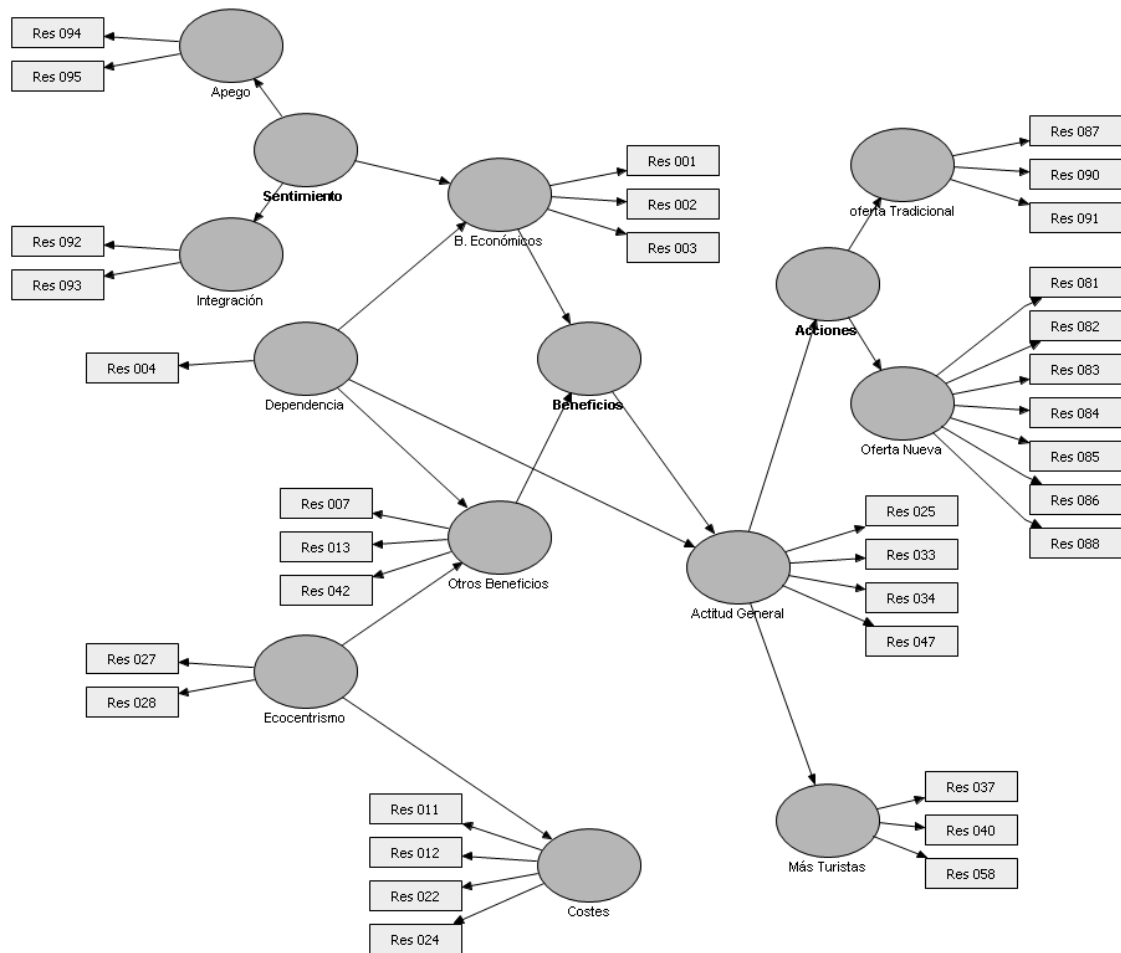 Res 094
Res 095
Apego
Sentimiento
Res 092
Res 093
Integración
Res 001
Res 002
Res 003
B. Económicos
Res 004
Dependencia
Beneficios
Res 007
Res 013
Res 042
Otros Beneficios
Res 027
Res 028
Ecocentrismo
Res 011
Res 012
Res 022
Res 024
Costes
Res 087
Res 090
Res 091
oferta Tradicional
Acciones
Res 081
Res 082
Res 083
Res 084
Res 085
Res 086
Res 088
Oferta Nueva
Res 025
Res 033
Res 034
Res 047
Actitud General
Res 037
Res 040
Res 058
Más Turistas